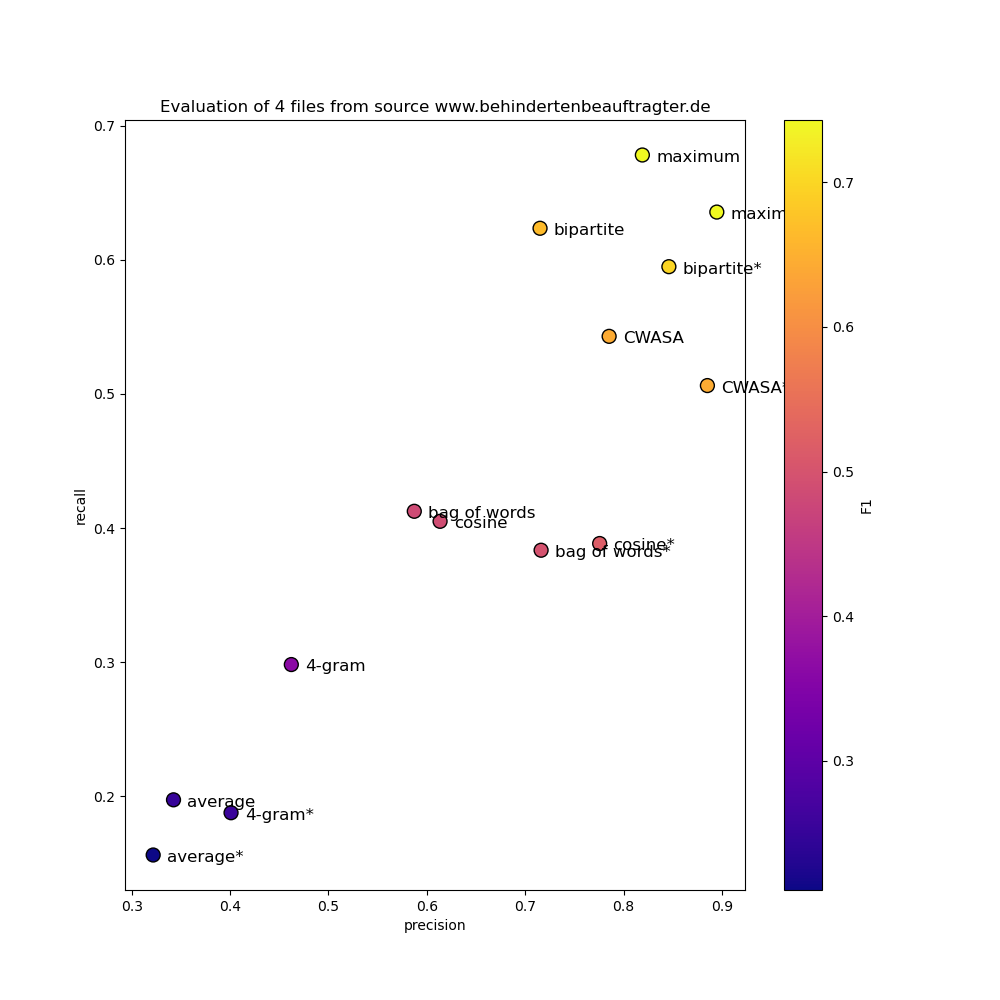 Evaluation of 4 files from source www.behindertenbeauftragter.de
0.7
maximum
0.7
maxim
bipartite
0.6
bipartite*
CWASA
0.6
CWASA*
0.5
0.5
recall
F1
bag of words
cosine
0.4
cosine*
bag of words*
0.4
0.3
4-gram
0.3
0.2
average
4-gram*
average*
0.3
0.4
0.5
0.6
0.7
0.8
0.9
precision